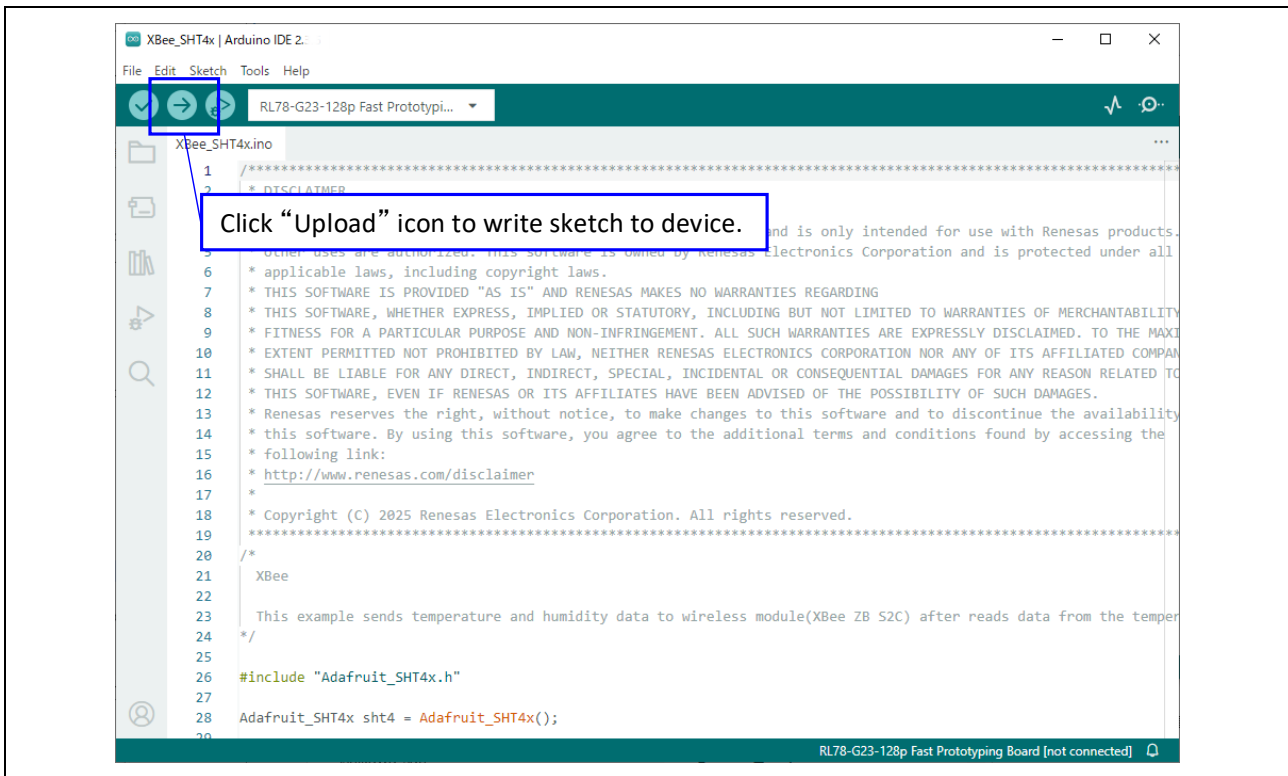 XBee_SHT4x | Arduino IDE 2.
File Edit Sketch Tools Help
RL78-G23-128p Fast Prototypi...
XBee_SHT4x.ino
1 /************************************************************************************************************
2 * DISCLAIMER
Click “Upload” icon to write sketch to device.
and is only intended for use with Renesas products.
5 * other uses are authorized. This software is owned by Renesas Electronics Corporation and is protected under all
6 * applicable laws, including copyright laws.
7 * THIS SOFTWARE IS PROVIDED "AS IS" AND RENESAS MAKES NO WARRANTIES REGARDING
8 * THIS SOFTWARE, WHETHER EXPRESS, IMPLIED OR STATUTORY, INCLUDING BUT NOT LIMITED TO WARRANTIES OF MERCHANTABILITY
9 * FITNESS FOR A PARTICULAR PURPOSE AND NON-INFRINGEMENT. ALL SUCH WARRANTIES ARE EXPRESSLY DISCLAIMED. TO THE MAXI
10 * EXTENT PERMITTED NOT PROHIBITED BY LAW, NEITHER RENESAS ELECTRONICS CORPORATION NOR ANY OF ITS AFFILIATED COMPAN
11 * SHALL BE LIABLE FOR ANY DIRECT, INDIRECT, SPECIAL, INCIDENTAL OR CONSEQUENTIAL DAMAGES FOR ANY REASON RELATED TO
12 * THIS SOFTWARE, EVEN IF RENESAS OR ITS AFFILIATES HAVE BEEN ADVISED OF THE POSSIBILITY OF SUCH DAMAGES.
13 * Renesas reserves the right, without notice, to make changes to this software and to discontinue the availability
14 * this software. By using this software, you agree to the additional terms and conditions found by accessing the
15 * following link:
16 * http://www.renesas.com/disclaimer
17 *
18 * Copyright (C) 2025 Renesas Electronics Corporation. All rights reserved.
19 ************************************************************************************************************
20 /*
21 XBee
22
23 This example sends temperature and humidity data to wireless module(XBee ZB S2C) after reads data from the temper
24 */
25
26 #include "Adafruit_SHT4x.h"
27
28 Adafruit_SHT4x sht4 = Adafruit_SHT4x();
29
RL78-G23-128p Fast Prototyping Board [not connected]